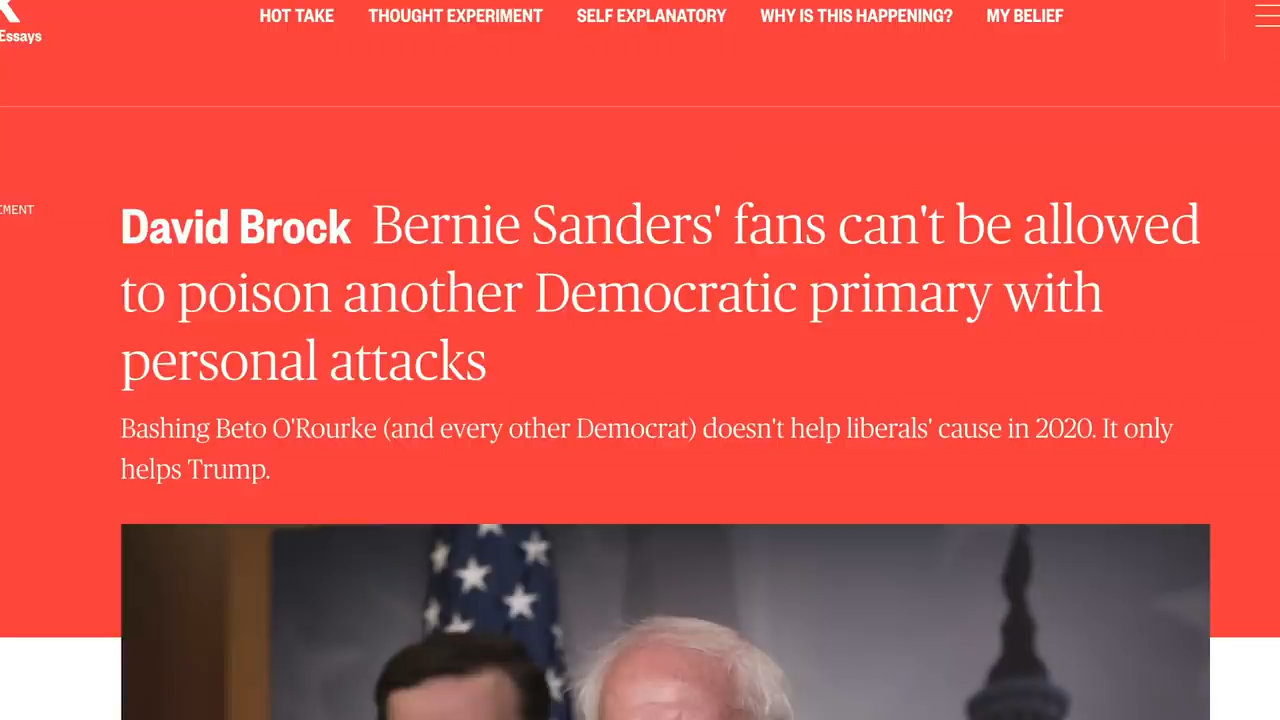 Essays
HOT TAKE THOUGHT EXPERIMENT SELF EXPLANATORY WHY IS THIS HAPPENING? MY BELIEF
David Brock Bernie Sanders' fans can't be allowed
to poison another Democratic primary with
personal attacks
Bashing Beto O'Rourke (and every other Democrat) doesn't help liberals' cause in 2020. It only
helps Trump.